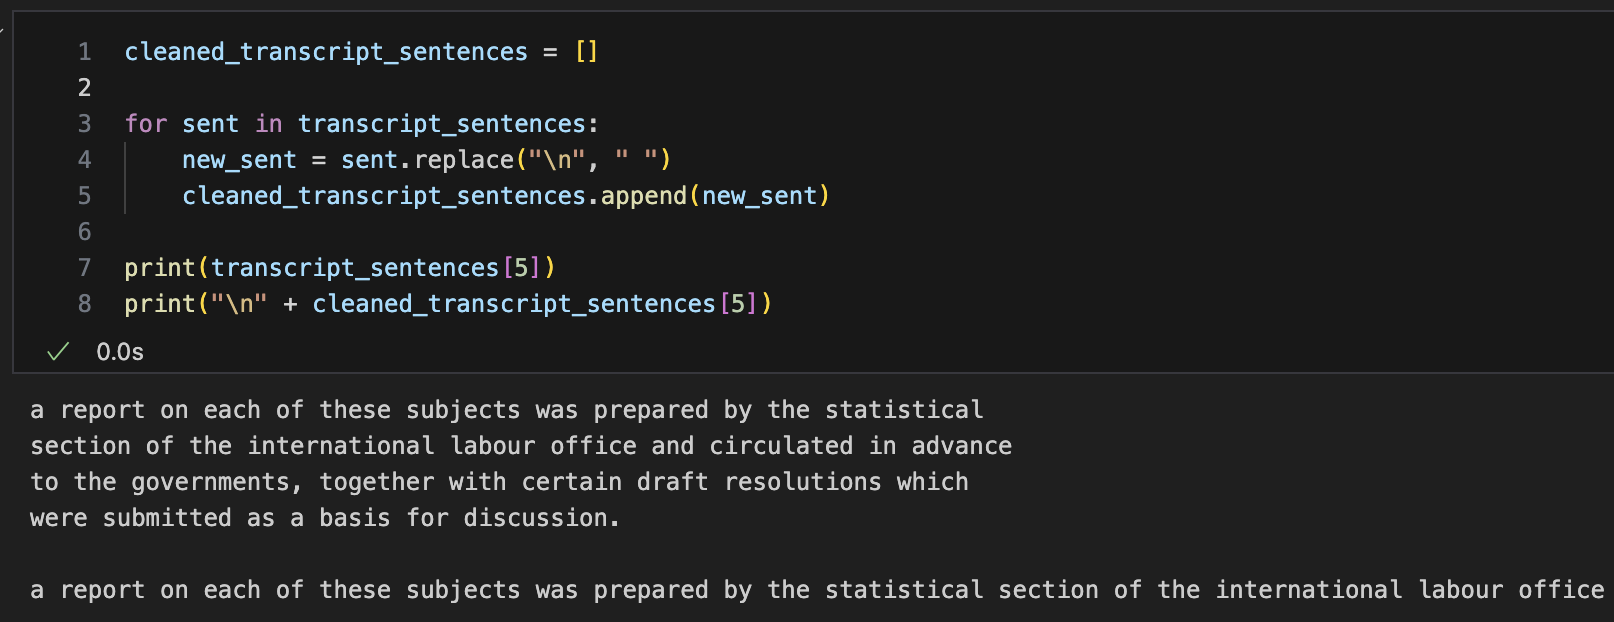 1 cleaned_transcript_sentences = []
2
3 for sent in transcript_sentences:
4     new_sent = sent.replace("\n", " ")
5     cleaned_transcript_sentences.append(new_sent)
6
7 print(transcript_sentences[5])
8 print("\n" + cleaned_transcript_sentences[5])
0.0s
a report on each of these subjects was prepared by the statistical
section of the international labour office and circulated in advance
to the governments, together with certain draft resolutions which
were submitted as a basis for discussion.

a report on each of these subjects was prepared by the statistical section of the international labour office